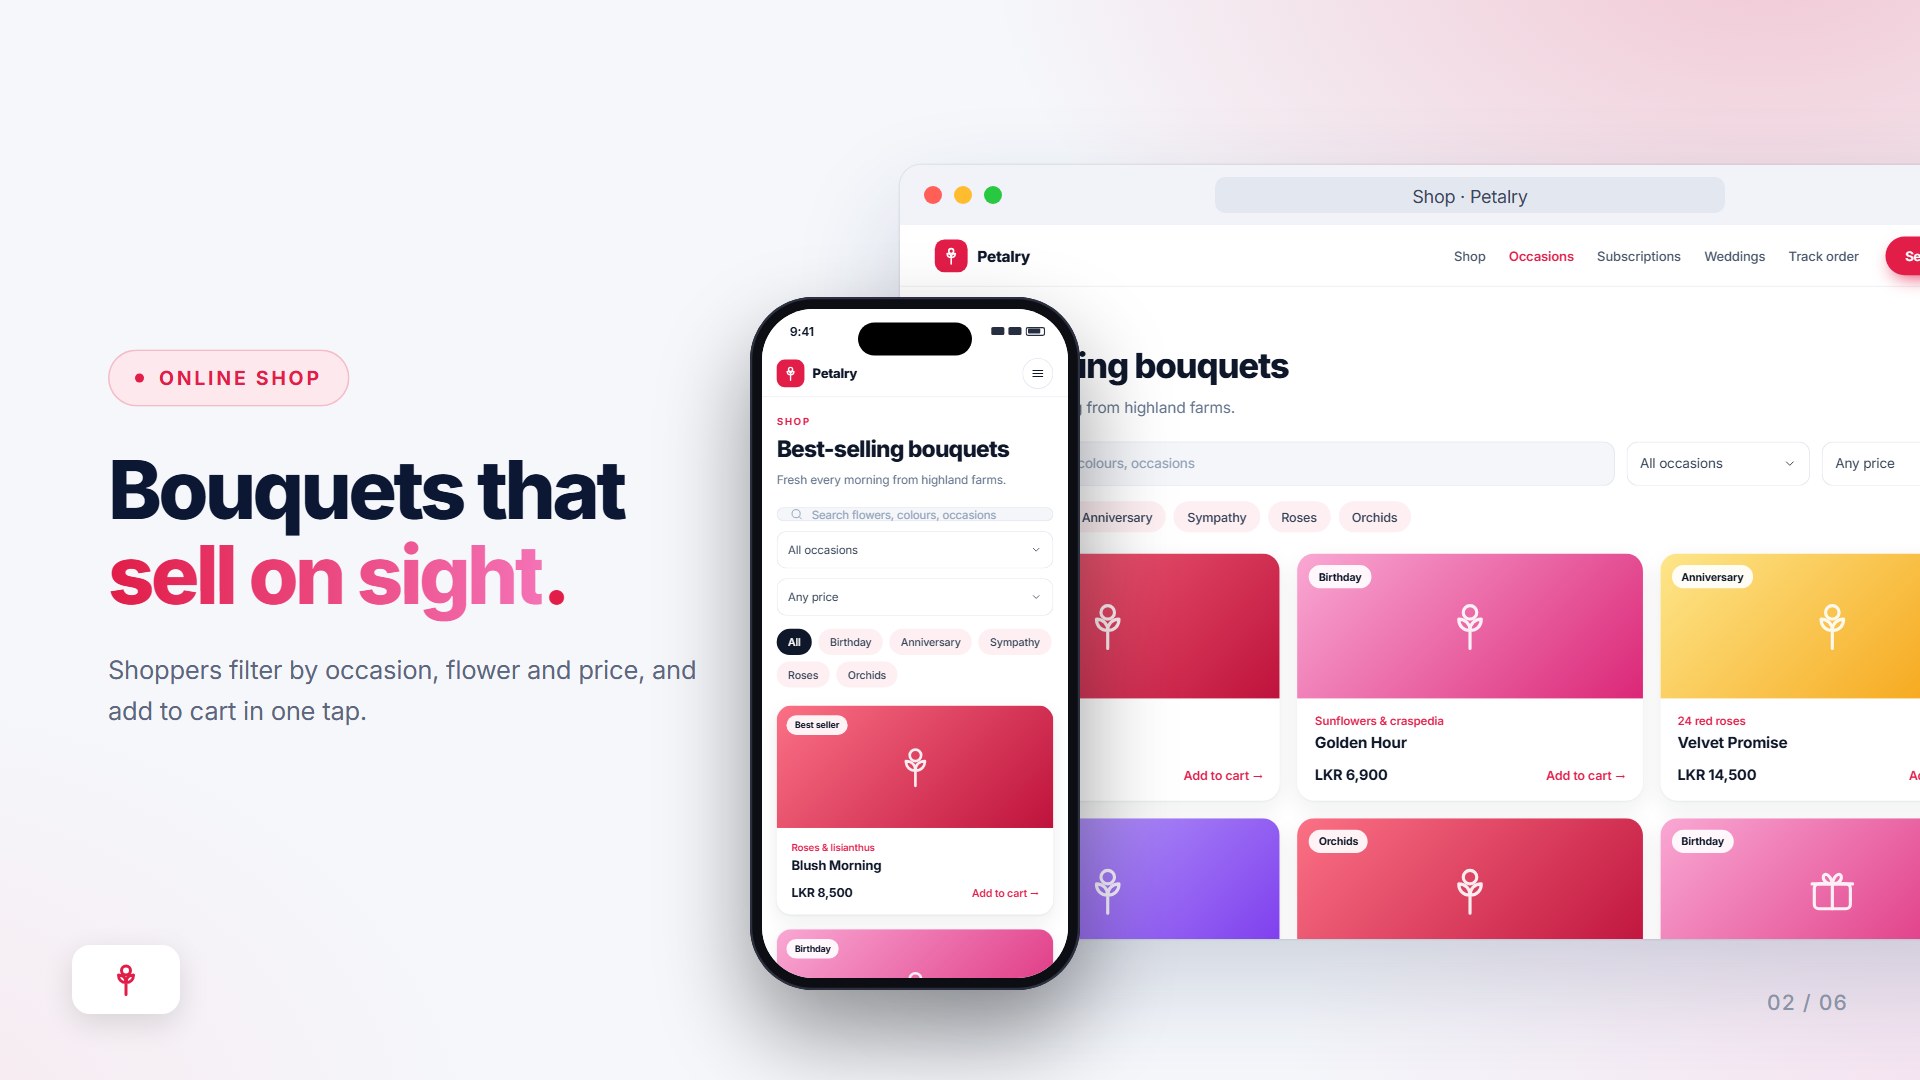 ONLINE SHOP
Bouquets that
sell on sight.
Shoppers filter by occasion, flower and price, and
add to cart in one tap.
Shop · Petalry
Petalry
Shop
Occasions
Subscriptions
Weddings
Track order
ing bouquets
from highland farms.
colours, occasions
All occasions
Any price
Anniversary
Sympathy
Roses
Orchids
Add to cart →
Birthday
Sunflowers & craspedia
Golden Hour
LKR 6,900
Add to cart →
Anniversary
24 red roses
Velvet Promise
LKR 14,500
Orchids
Birthday
9:41
Petalry
SHOP
Best-selling bouquets
Fresh every morning from highland farms.
Search flowers, colours, occasions
All occasions
Any price
All
Birthday
Anniversary
Sympathy
Roses
Orchids
Best seller
Roses & lisianthus
Blush Morning
LKR 8,500
Add to cart →
Birthday
02 / 06